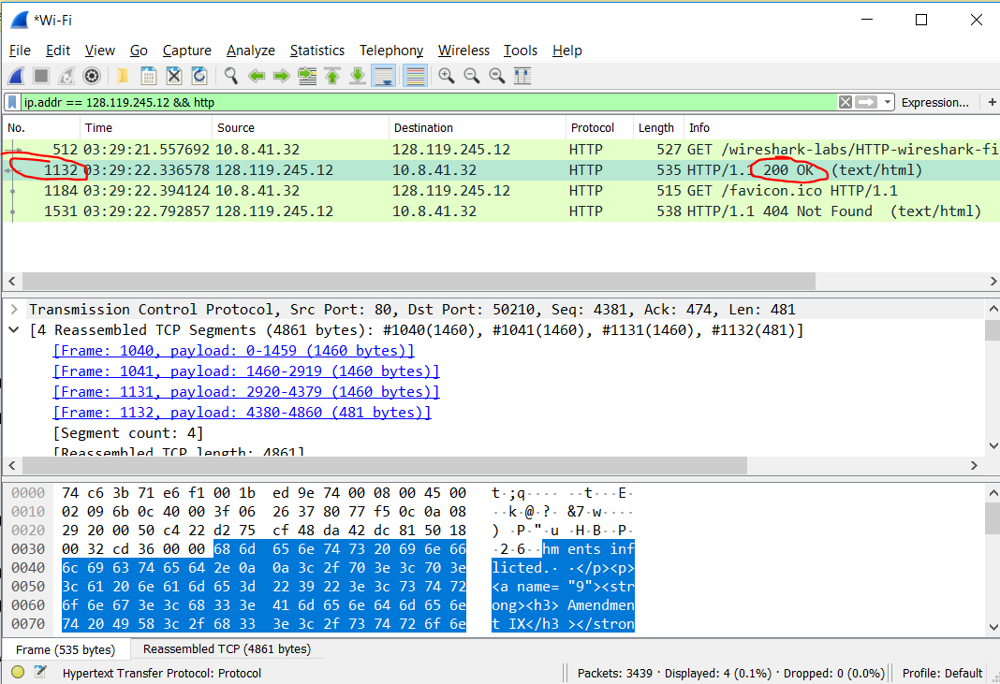 *Wi-Fi
File Edit View Go Capture Analyze Statistics Telephony Wireless Tools Help
ip.addr == 128.119.245.12 && http Expression... +
No. Time Source Destination Protocol Length Info
512 03:29:21.557692 10.8.41.32 128.119.245.12 HTTP 527 GET /wireshark-labs/HTTP-wireshark-fi
1132 03:29:22.336578 128.119.245.12 10.8.41.32 HTTP 535 HTTP/1.1 200 OK (text/html)
1184 03:29:22.394124 10.8.41.32 128.119.245.12 HTTP 515 GET /favicon.ico HTTP/1.1
1531 03:29:22.792857 128.119.245.12 10.8.41.32 HTTP 538 HTTP/1.1 404 Not Found (text/html)
Transmission Control Protocol, Src Port: 80, Dst Port: 50210, Seq: 4381, Ack: 474, Len: 481
[4 Reassembled TCP Segments (4861 bytes): #1040(1460), #1041(1460), #1131(1460), #1132(481)]
[Frame: 1040, payload: 0-1459 (1460 bytes)]
[Frame: 1041, payload: 1460-2919 (1460 bytes)]
[Frame: 1131, payload: 2920-4379 (1460 bytes)]
[Frame: 1132, payload: 4380-4860 (481 bytes)]
[Segment count: 4]
[Reassembled TCP length: 4861]
0000 74 c6 3b 71 e6 f1 00 1b ed 9e 74 00 08 00 45 00 t·;q···· ··t···E·
0010 02 09 6b 0c 40 00 3f 06 26 37 80 77 f5 0c 0a 08 ··k·@·?· &7·w····
0020 29 20 00 50 c4 22 d2 75 cf 48 da 42 dc 81 50 18 ) ·P·"·u ·H·B··P·
0030 00 32 cd 36 00 00 68 6d 65 6e 74 73 20 69 6e 66 ·2·6··hm ents inf
0040 6c 69 63 74 65 64 2e 0a 0a 3c 2f 70 3e 3c 70 3e licted.· ·</p><p>
0050 3c 61 20 6e 61 6d 65 3d 22 39 22 3e 3c 73 74 72 <a name= "9"><str
0060 6f 6e 67 3e 3c 68 33 3e 41 6d 65 6e 64 6d 65 6e ong><h3> Amendmen
0070 74 20 49 58 3c 2f 68 33 3e 3c 2f 73 74 72 6f 6e t IX</h3 ></stron
Frame (535 bytes) Reassembled TCP (4861 bytes)
Hypertext Transfer Protocol: Protocol Packets: 3439 · Displayed: 4 (0.1%) · Dropped: 0 (0.0%) Profile: Default